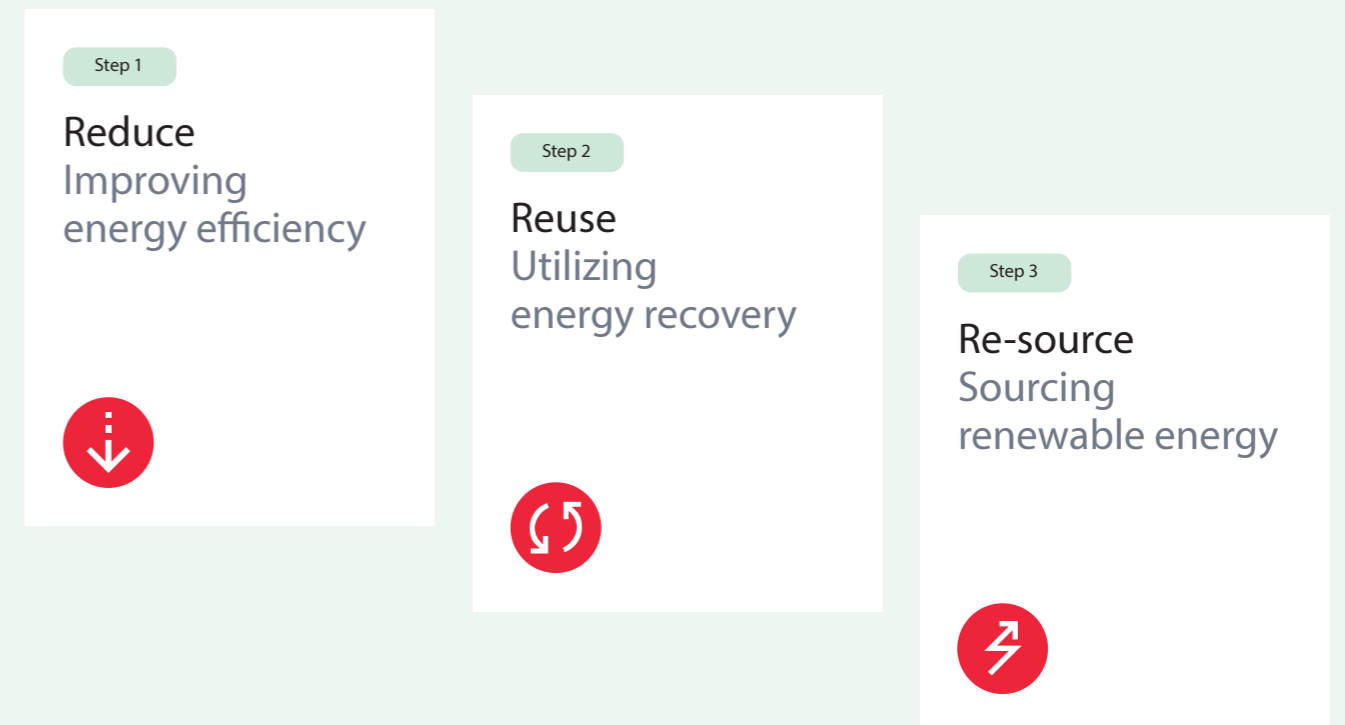 Step 1
Reduce
Improving
energy efficiency
Step 2
Reuse
Utilizing
energy recovery
Step 3
Re-source
Sourcing
renewable energy